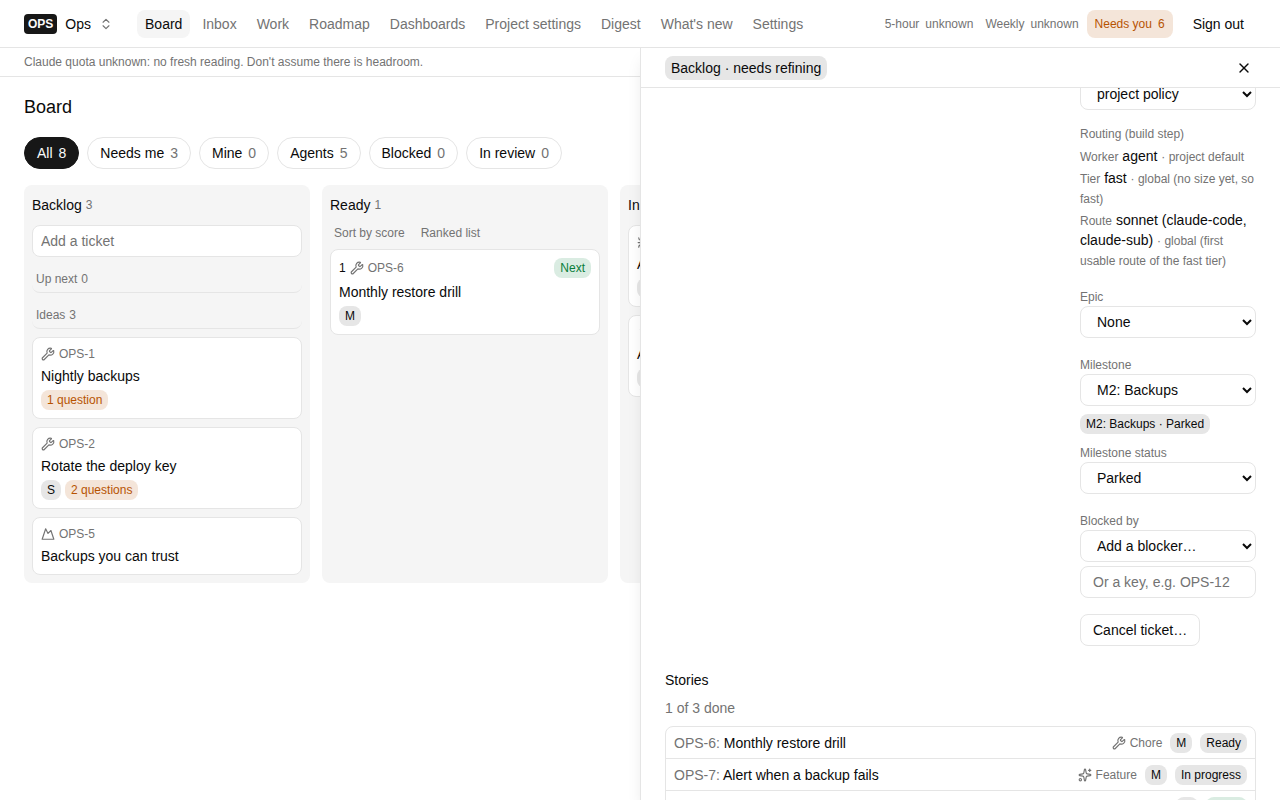 OPS Ops Board Inbox Work Roadmap Dashboards Project settings Digest What's new Settings 5-hour unknown Weekly unknown Needs you 6 Sign out
Claude quota unknown: no fresh reading. Don't assume there is headroom.
Board
All 8 Needs me 3 Mine 0 Agents 5 Blocked 0 In review 0
Backlog 3
Add a ticket
Up next 0
Ideas 3
OPS-1
Nightly backups
1 question
OPS-2
Rotate the deploy key
S 2 questions
OPS-5
Backups you can trust
Ready 1
Sort by score Ranked list
1 OPS-6 Next
Monthly restore drill
M
In
Backlog · needs refining
project policy
Routing (build step)
Worker agent · project default
Tier fast · global (no size yet, so
fast)
Route sonnet (claude-code,
claude-sub) · global (first
usable route of the fast tier)
Epic
None
Milestone
M2: Backups
M2: Backups · Parked
Milestone status
Parked
Blocked by
Add a blocker…
Or a key, e.g. OPS-12
Cancel ticket…
Stories
1 of 3 done
OPS-6: Monthly restore drill Chore M Ready
OPS-7: Alert when a backup fails Feature M In progress